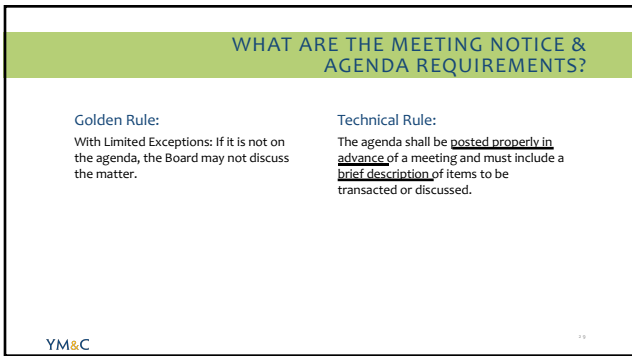 WHAT ARE THE MEETING NOTICE &
AGENDA REQUIREMENTS?
Golden Rule:
With Limited Exceptions: If it is not on
the agenda, the Board may not discuss
the matter.
Technical Rule:
The agenda shall be posted properly in
advance of a meeting and must include a
brief description of items to be
transacted or discussed.
YM&C
19